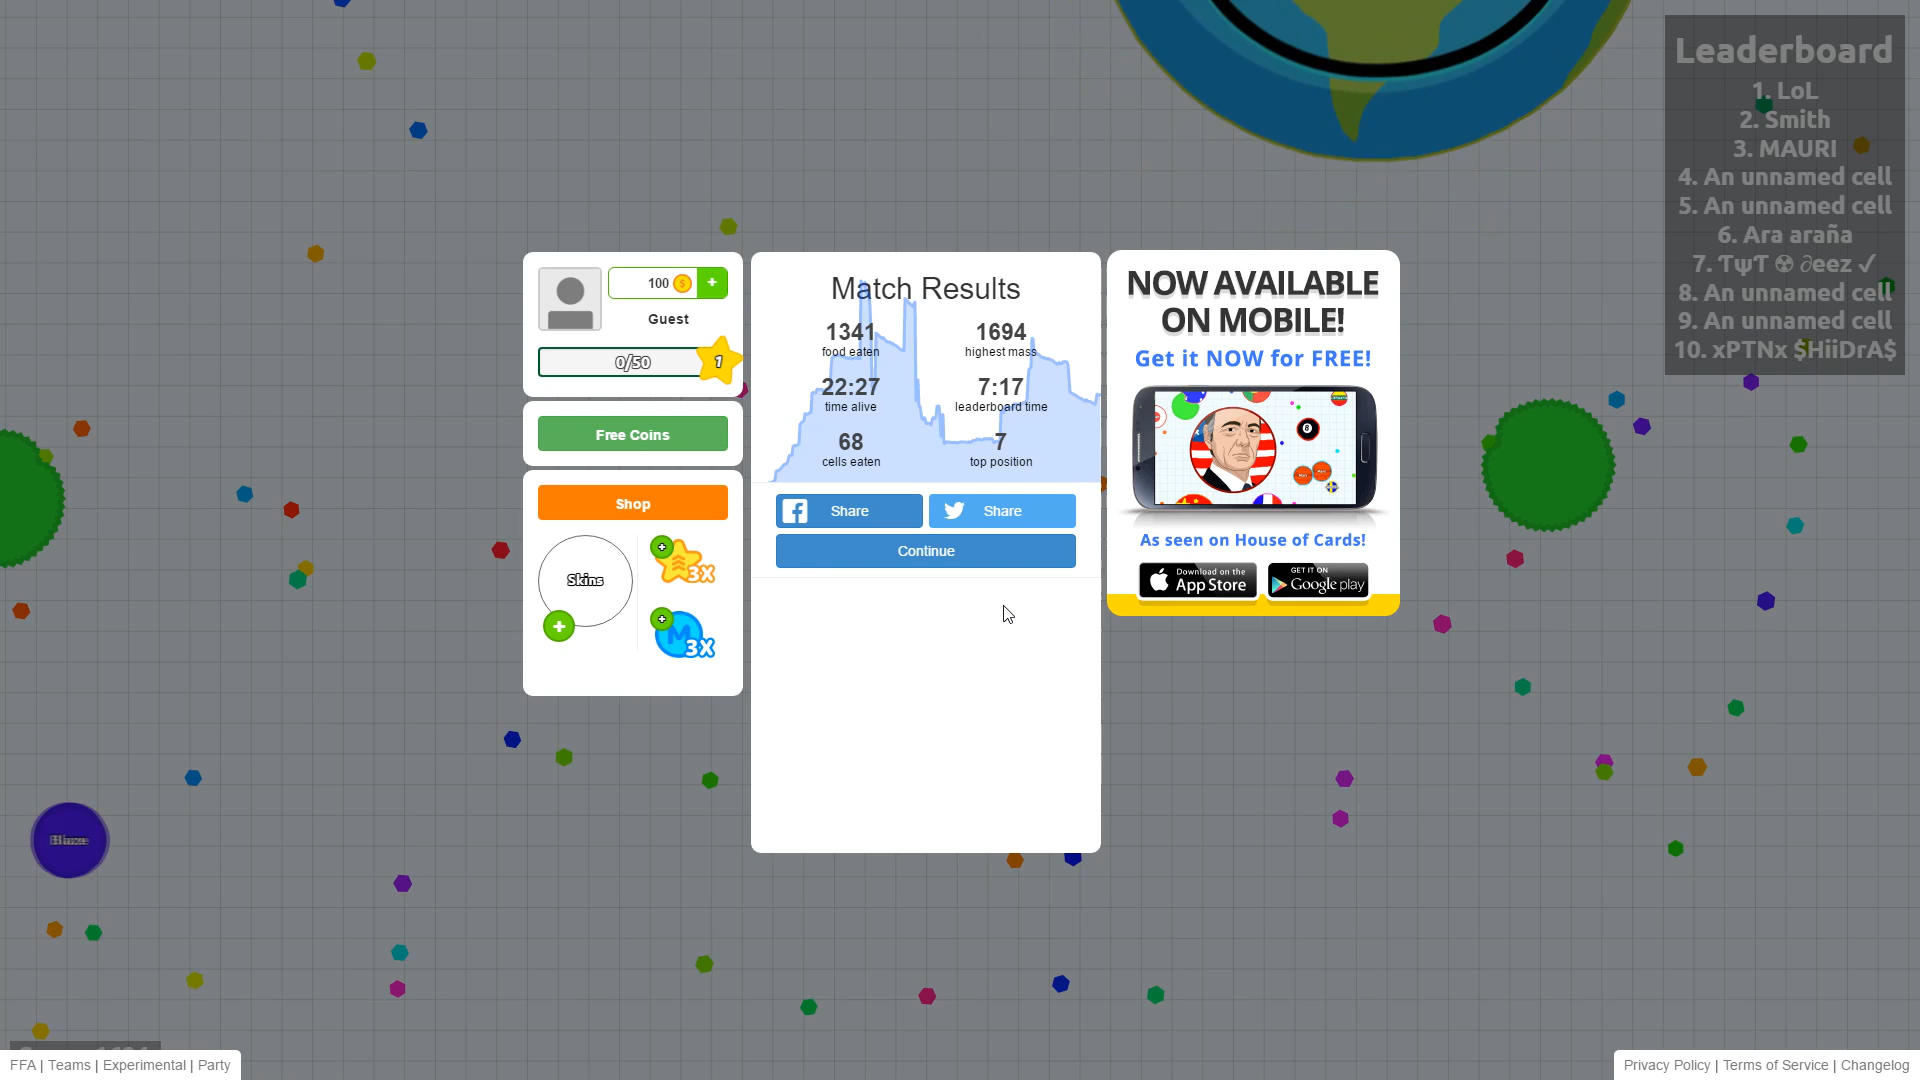 Leaderboard
1. LoL
2. Smith
3. MAURI
4. An unnamed cell
5. An unnamed cell
6. Ara araña
7. ƬψƬ ☢ ∂eez ✓
8. An unnamed cell
9. An unnamed cell
10. xPTNx $HiiDrA$
100
+
Guest
0/50
1
Free Coins
Shop
Skins
3X
M
3X
Match Results
1341
food eaten
1694
highest mass
22:27
time alive
7:17
leaderboard time
68
cells eaten
7
top position
Share
Share
Continue
NOW AVAILABLE
ON MOBILE!
Get it NOW for FREE!
8
As seen on House of Cards!
Download on the
App Store
GET IT ON
Google play
FFA | Teams | Experimental | Party
Privacy Policy | Terms of Service | Changelog